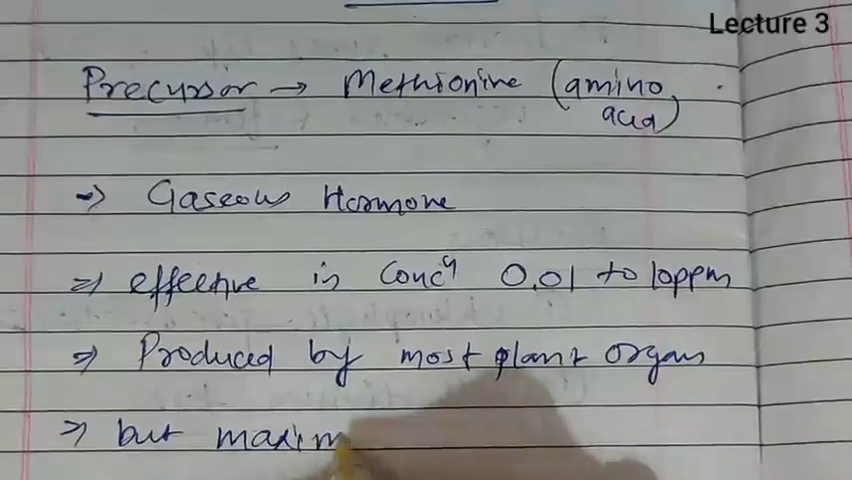 Lecture 3
Precursor → Methionine (amino acid)
→ Gaseous Hormone
⇒ effective in Concⁿ 0.01 to 10ppm
⇒ Produced by most plant organs
⇒ but maxim